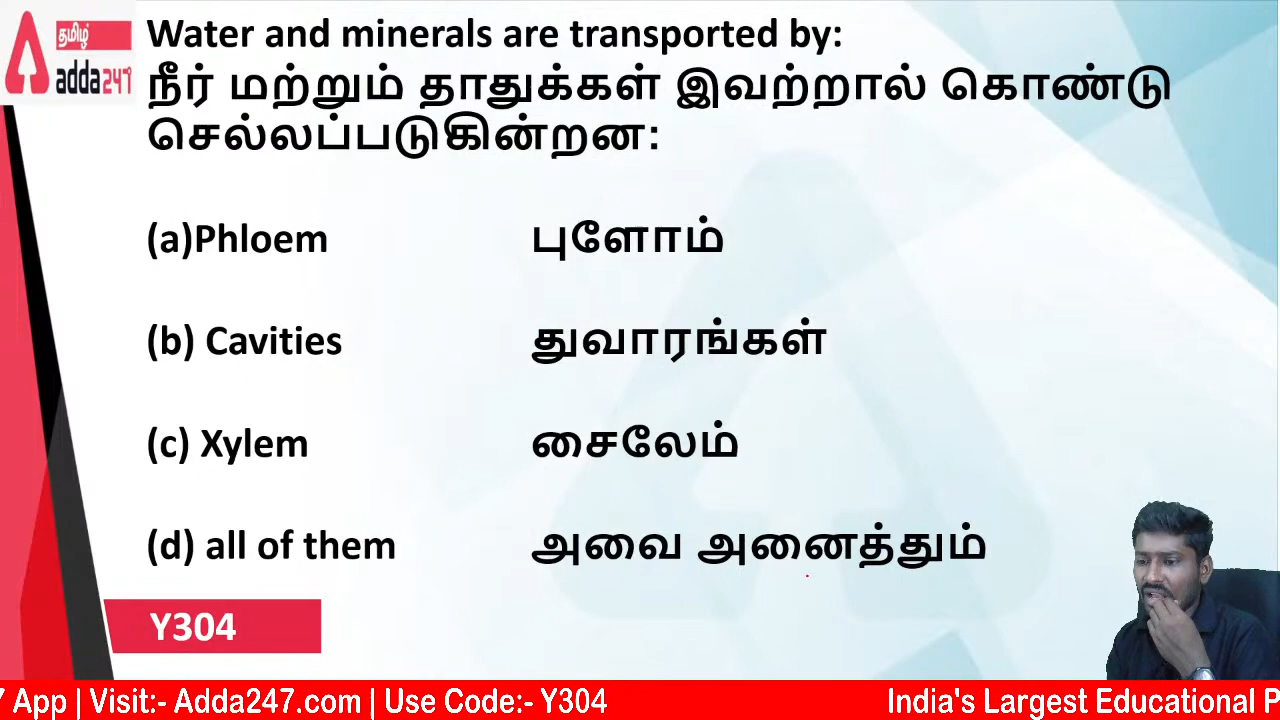 தமிழ்
adda247
Water and minerals are transported by:
நீர் மற்றும் தாதுக்கள் இவற்றால் கொண்டு
செல்லப்படுகின்றன:
(a)Phloem புளோம்
(b) Cavities துவாரங்கள்
(c) Xylem சைலேம்
(d) all of them அவை அனைத்தும்
Y304
7 App | Visit:- Adda247.com | Use Code:- Y304 India's Largest Educational P